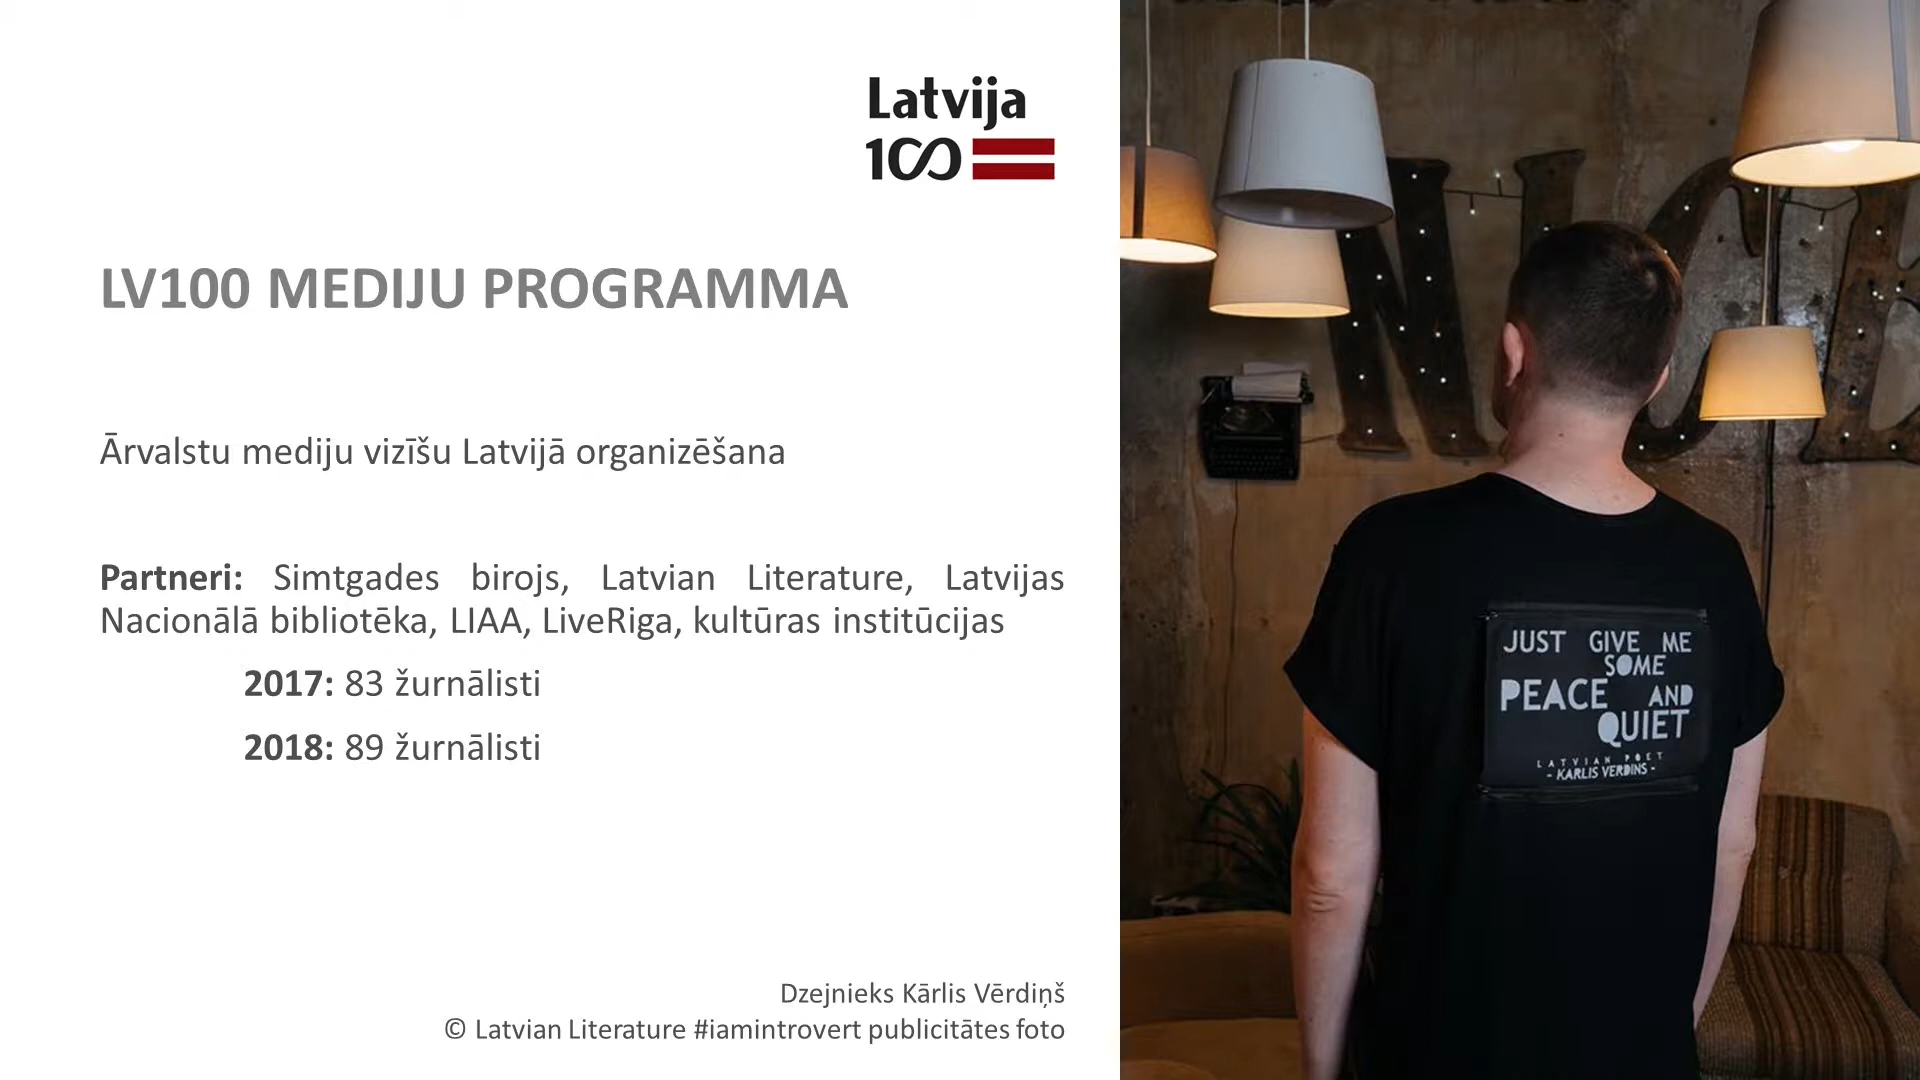 Latvija
100
LV100 MEDIJU PROGRAMMA
Ārvalstu mediju vizīšu Latvijā organizēšana
Partneri: Simtgades birojs, Latvian Literature, Latvijas
Nacionālā bibliotēka, LIAA, LiveRiga, kultūras institūcijas
2017: 83 žurnālisti
2018: 89 žurnālisti
Dzejnieks Kārlis Vērdiņš
© Latvian Literature #iamintrovert publicitātes foto
JUST GIVE ME
SOME
PEACE AND
QUIET
LATVIAN POET
- KARLIS VERDINS -